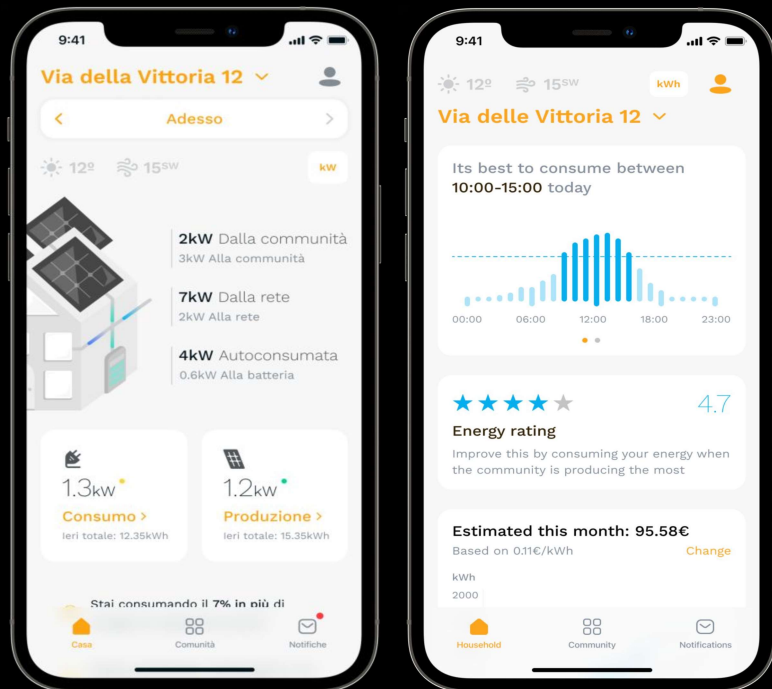 9:41
Via della Vittoria 12
Adesso
12º 15SW
kW
2kW Dalla communità
3kW Alla communità
7kW Dalla rete
2kW Alla rete
4kW Autoconsumata
0.6kW Alla batteria
1.3kW
Consumo >
Ieri totale: 12.35kWh
1.2kW
Produzione >
Ieri totale: 15.35kWh
Stai consumando il 7% in più di
Casa
Comunità
Notifiche
9:41
12º 15SW
kWh
Via delle Vittoria 12
Its best to consume between
10:00-15:00 today
00:00 06:00 12:00 18:00 23:00
4.7
Energy rating
Improve this by consuming your energy when
the community is producing the most
Estimated this month: 95.58€
Based on 0.11€/kWh
Change
kWh
2000
Household
Community
Notifications